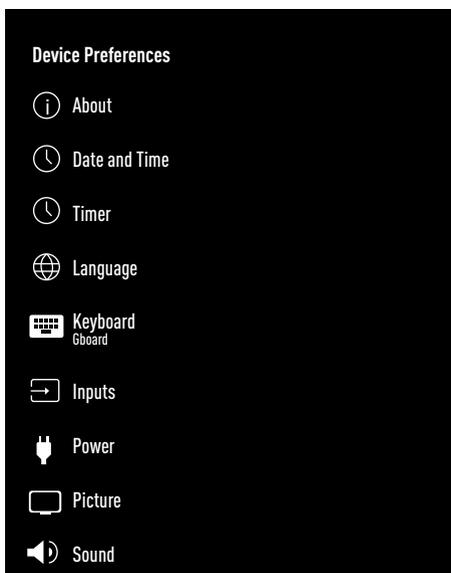 Device Preferences
About
Date and Time
Timer
Language
Keyboard
Gboard
Inputs
Power
Picture
Sound